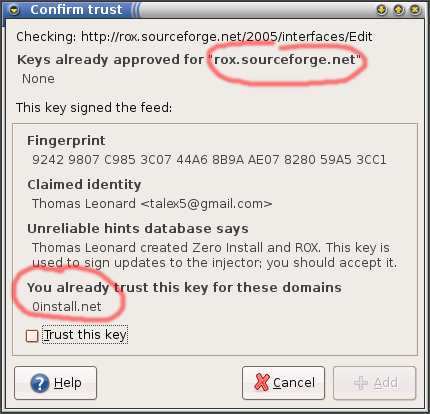 Confirm trust
Checking: http://rox.sourceforge.net/2005/interfaces/Edit
Keys already approved for "rox.sourceforge.net"
None
This key signed the feed:
Fingerprint
9242 9807 C985 3C07 44A6 8B9A AE07 8280 59A5 3CC1
Claimed identity
Thomas Leonard <talex5@gmail.com>
Unreliable hints database says
Thomas Leonard created Zero Install and ROX. This key is
used to sign updates to the injector; you should accept it.
You already trust this key for these domains
0install.net
Trust this key
Help
Cancel
Add